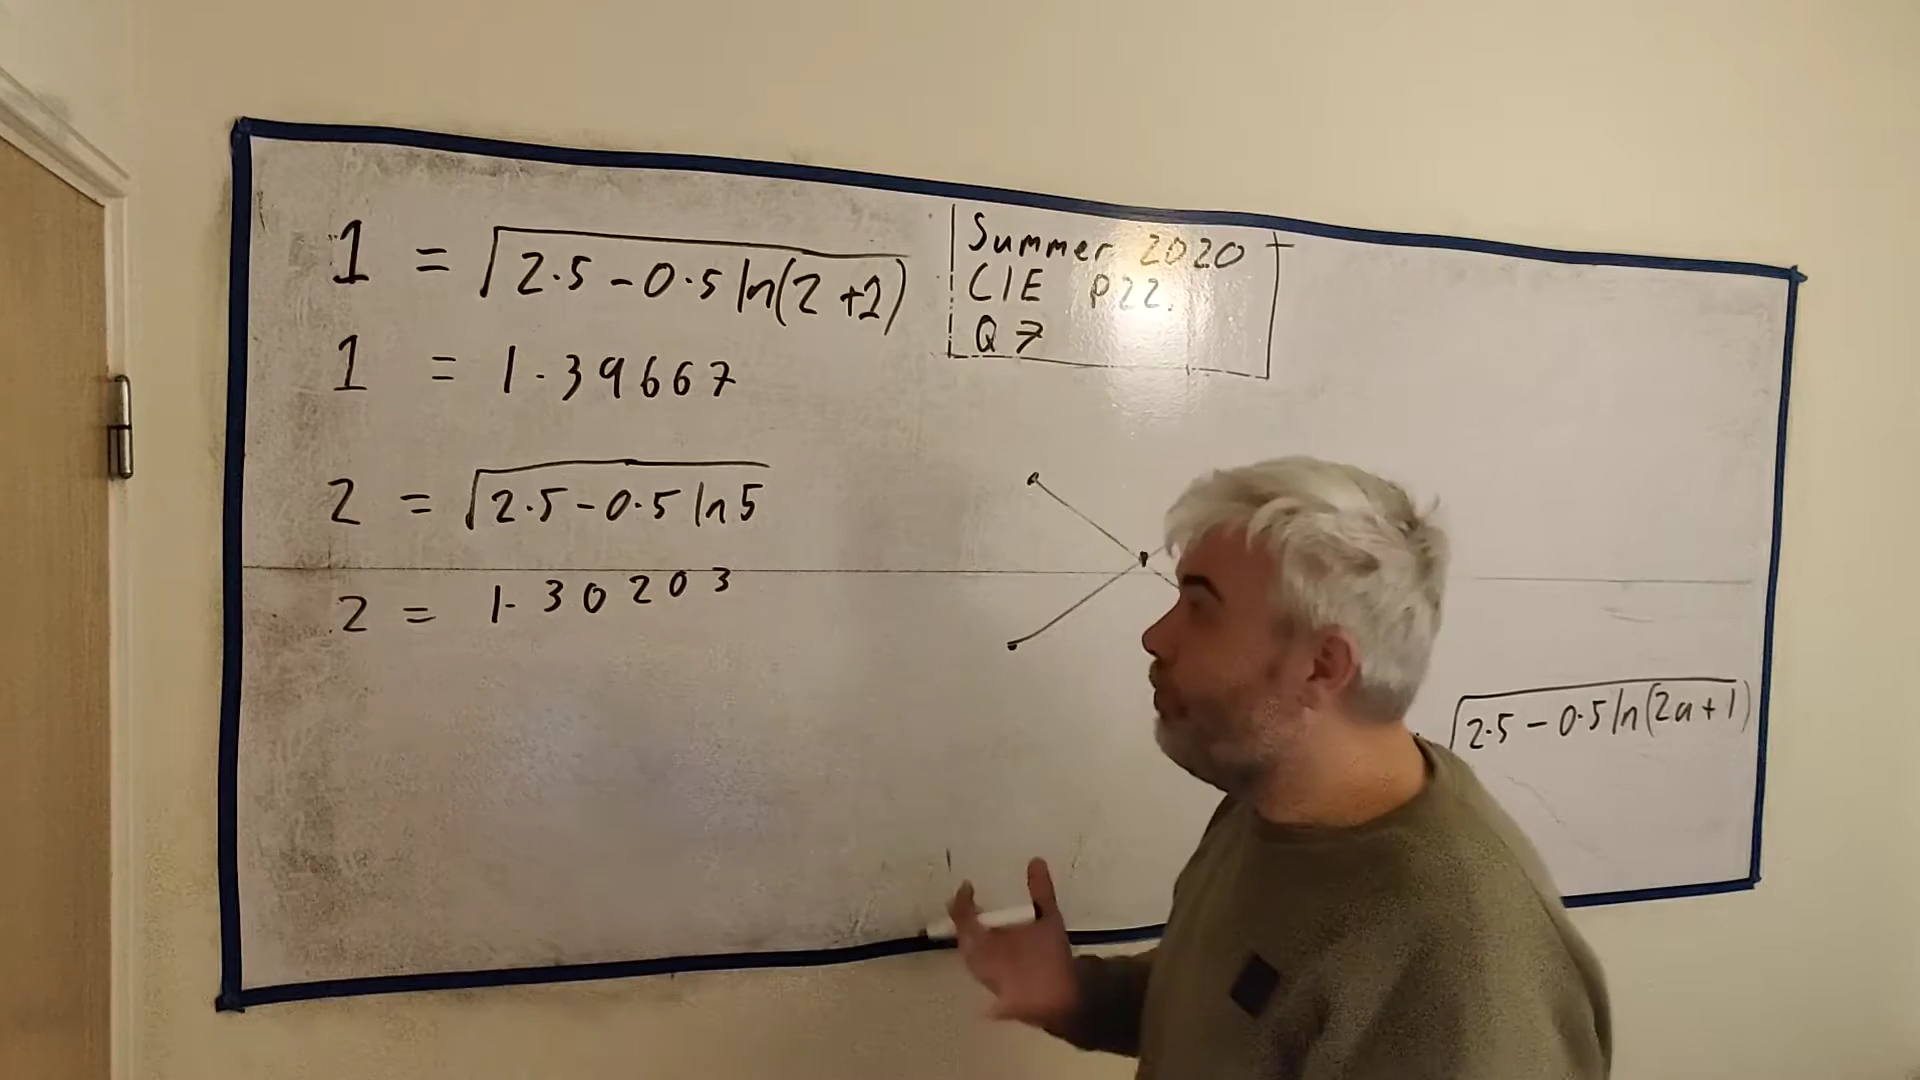 1 = √2.5 - 0.5 ln(2+1)
1 = 1.39667
2 = √2.5 - 0.5 ln 5
2 = 1.30203
Summer 2020
CIE P22.
Q7
√2.5 - 0.5 ln(2a+1)